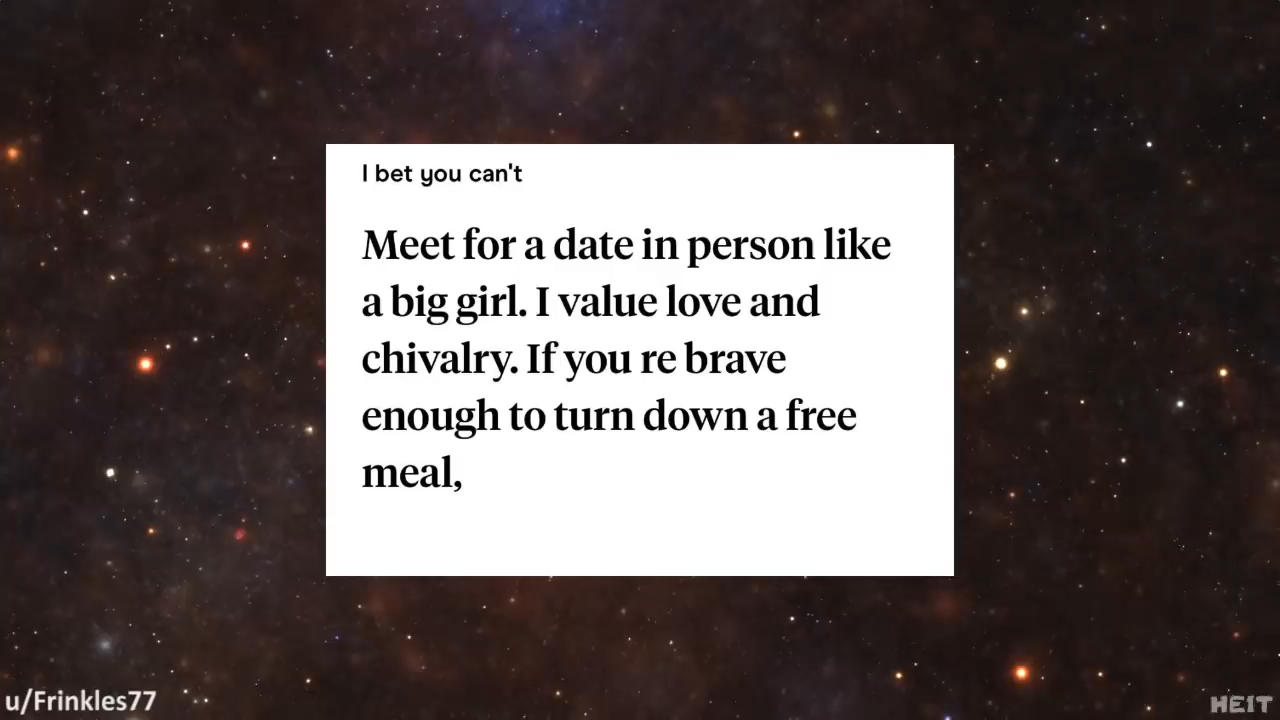 I bet you can't
Meet for a date in person like
a big girl. I value love and
chivalry. If you re brave
enough to turn down a free
meal,
u/Frinkles77
HEIT